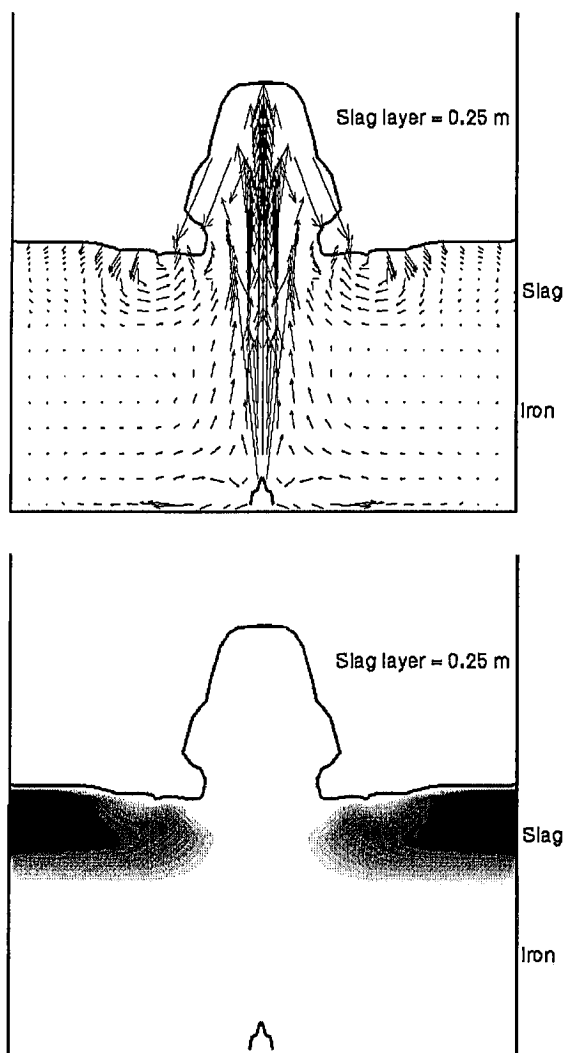 Slag layer = 0.25 m
Slag
Iron
Slag layer = 0.25 m
Slag
Iron